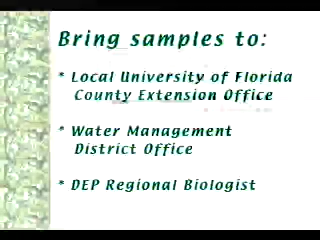 Bring samples to:
* Local University of Florida
County Extension Office
* Water Management
District Office
* DEP Regional Biologist